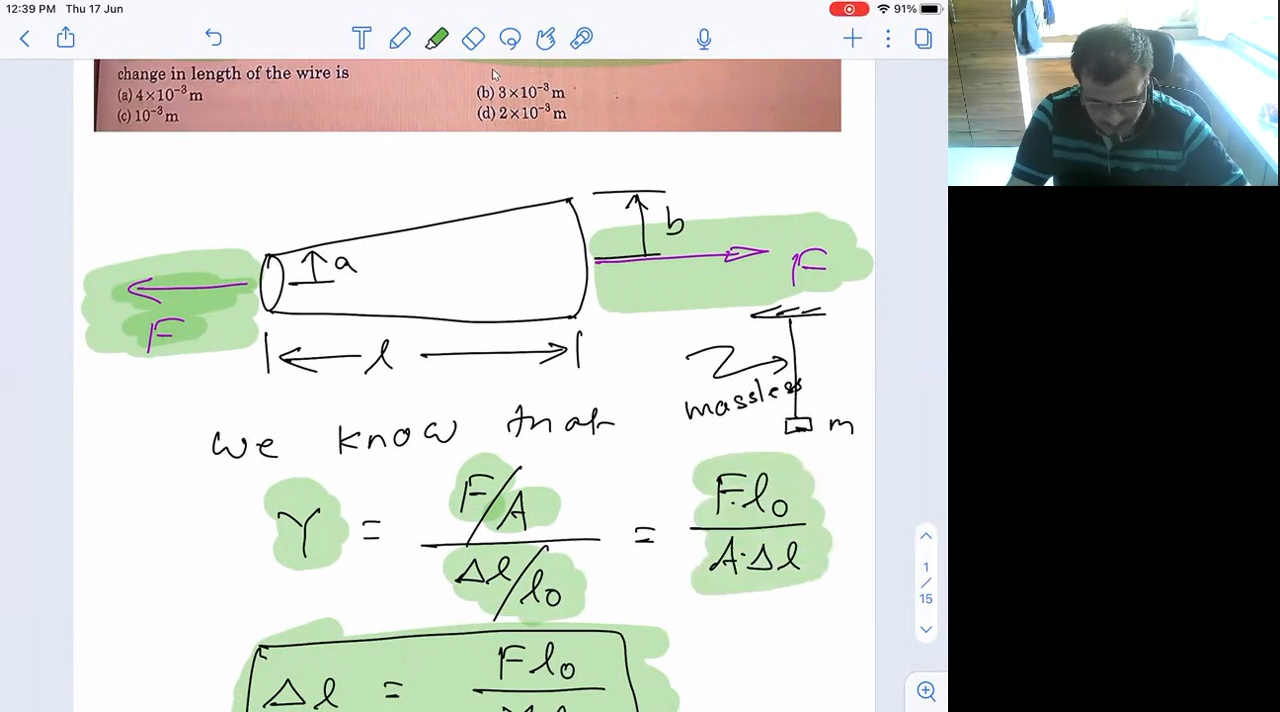 12:39 PM Thu 17 Jun
91%
T
change in length of the wire is
(a) 4×10⁻³ m
(b) 3×10⁻³ m
(c) 10⁻³ m
(d) 2×10⁻³ m
a
b
F
F
l
massless
m
we know that
Y = F/A / Δl/l₀ = Fl₀ / A·Δl
1
/
15
Δl = Fl₀